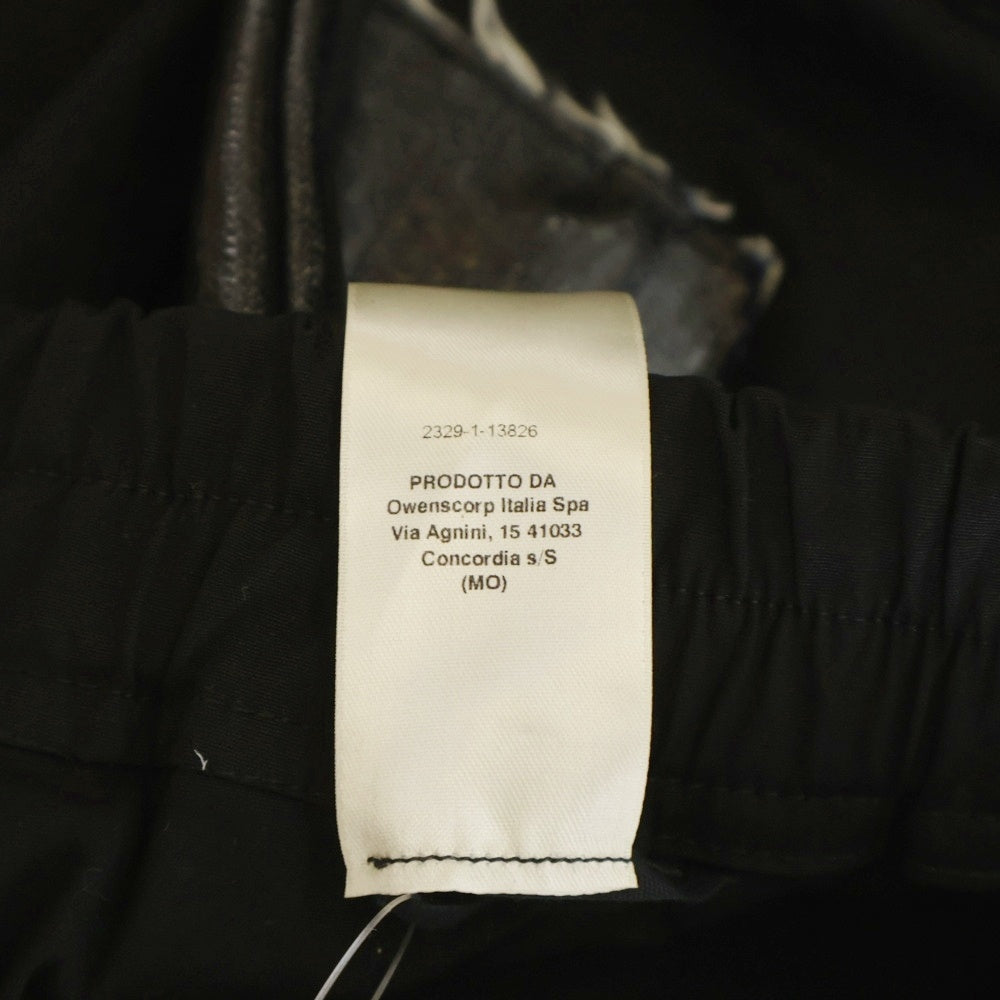 2329-1-13826
PRODOTTO DA
Owenscorp Italia Spa
Via Agnini, 15 41033
Concordia s/S
(MO)